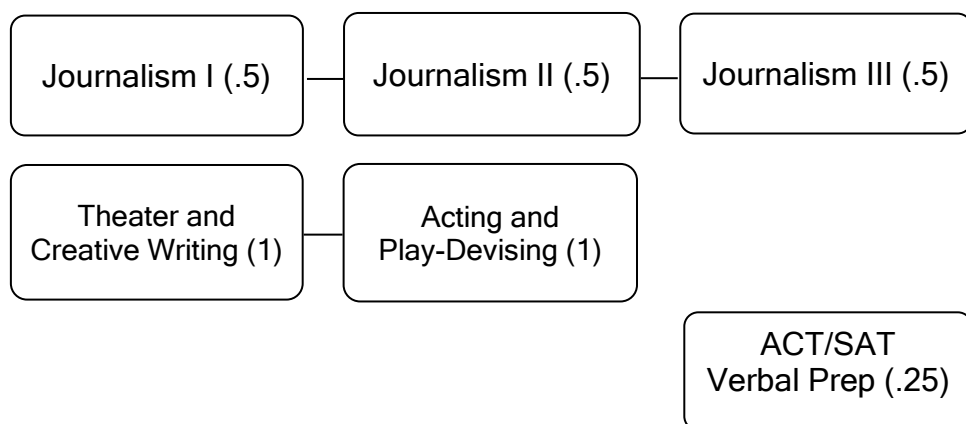 Journalism I (.5)
Journalism II (.5)
Journalism III (.5)
Theater and
Creative Writing (1)
Acting and
Play-Devising (1)
ACT/SAT
Verbal Prep (.25)